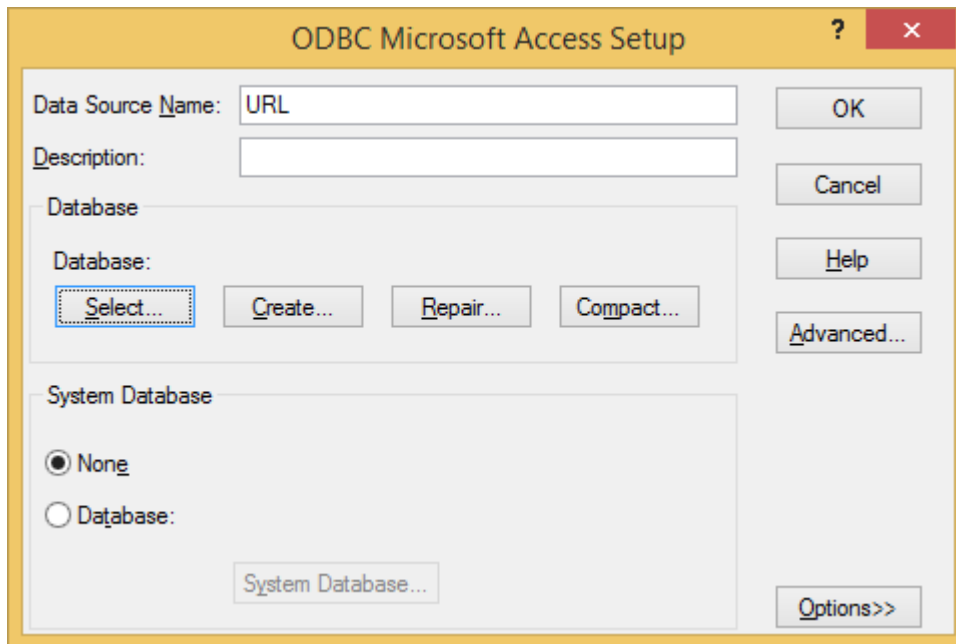 ODBC Microsoft Access Setup
?
Data Source Name: URL
OK
Description:
Cancel
Database
Database:
Help
Select...
Create...
Repair...
Compact...
Advanced...
System Database
None
Database:
System Database...
Options>>